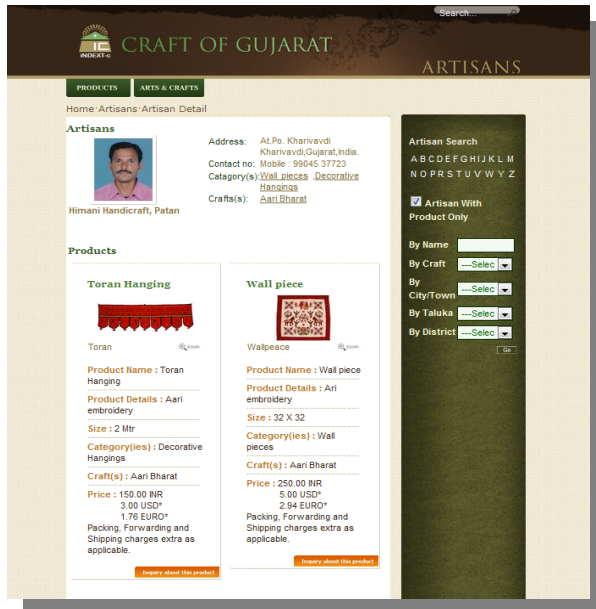 Search...
IC
INDEXT-c
CRAFT OF GUJARAT
ARTISANS
PRODUCTS
ARTS & CRAFTS
Home·Artisans·Artisan Detail
Artisans
Himani Handicraft, Patan
Address: At.Po. Kharivavdi
Kharivavdi,Gujarat,India.
Contact no: Mobile : 99045 37723
Catagory(s):Wall pieces ,Decorative
Hangings
Crafts(s): Aari Bharat
Products
Toran Hanging
Toran
zoom
Product Name : Toran
Hanging
Product Details : Aari
embroidery
Size : 2 Mtr
Category(ies) : Decorative
Hangings
Craft(s) : Aari Bharat
Price : 150.00 INR
3.00 USD*
1.76 EURO*
Packing, Forwarding and
Shipping charges extra as
applicable.
Inquiry about this product
Wall piece
Wallpeace
zoom
Product Name : Wall piece
Product Details : Ari
embroidery
Size : 32 X 32
Category(ies) : Wall
pieces
Craft(s) : Aari Bharat
Price : 250.00 INR
5.00 USD*
2.94 EURO*
Packing, Forwarding and
Shipping charges extra as
applicable.
Inquiry about this product
Artisan Search
A B C D E F G H I J K L M
N O P R S T U V W Y Z
Artisan With
Product Only
By Name
By Craft ---Selec
By
City/Town ---Selec
By Taluka ---Selec
By District ---Selec
Go